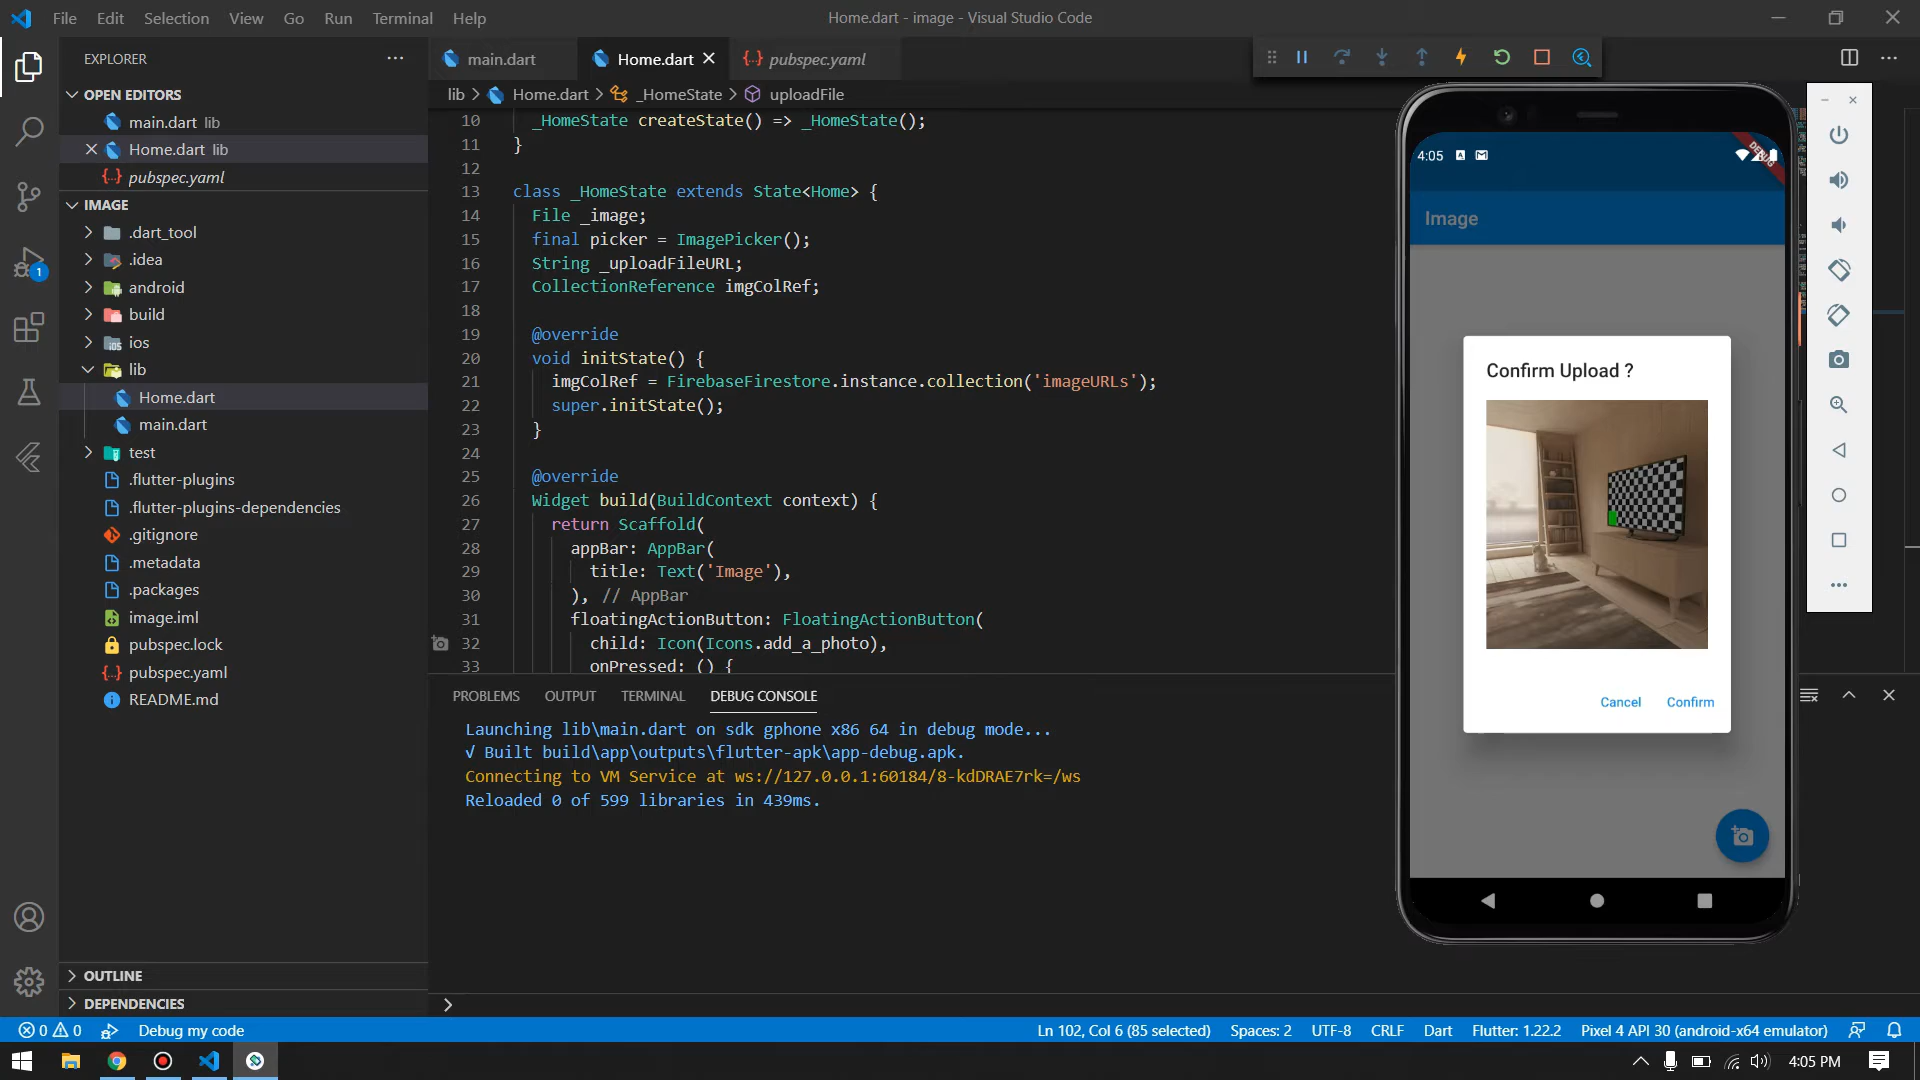 File Edit Selection View Go Run Terminal Help
Home.dart - image - Visual Studio Code
EXPLORER
OPEN EDITORS
main.dart lib
Home.dart lib
pubspec.yaml
IMAGE
.dart_tool
.idea
android
build
ios
lib
Home.dart
main.dart
test
.flutter-plugins
.flutter-plugins-dependencies
.gitignore
.metadata
.packages
image.iml
pubspec.lock
pubspec.yaml
README.md
OUTLINE
DEPENDENCIES
1
main.dart
Home.dart
pubspec.yaml
lib > Home.dart > _HomeState > uploadFile
10 _HomeState createState() => _HomeState();
11 }
12
13 class _HomeState extends State<Home> {
14 File _image;
15 final picker = ImagePicker();
16 String _uploadFileURL;
17 CollectionReference imgColRef;
18
19 @override
20 void initState() {
21 imgColRef = FirebaseFirestore.instance.collection('imageURLs');
22 super.initState();
23 }
24
25 @override
26 Widget build(BuildContext context) {
27 return Scaffold(
28 appBar: AppBar(
29 title: Text('Image'),
30 ), // AppBar
31 floatingActionButton: FloatingActionButton(
32 child: Icon(Icons.add_a_photo),
33 onPressed: () {
PROBLEMS OUTPUT TERMINAL DEBUG CONSOLE
Launching lib\main.dart on sdk gphone x86 64 in debug mode...
√ Built build\app\outputs\flutter-apk\app-debug.apk.
Connecting to VM Service at ws://127.0.0.1:60184/8-kdDRAE7rk=/ws
Reloaded 0 of 599 libraries in 439ms.
4:05
DEBUG
Image
Confirm Upload ?
Cancel Confirm
0 0 Debug my code
Ln 102, Col 6 (85 selected) Spaces: 2 UTF-8 CRLF Dart Flutter: 1.22.2 Pixel 4 API 30 (android-x64 emulator)
4:05 PM